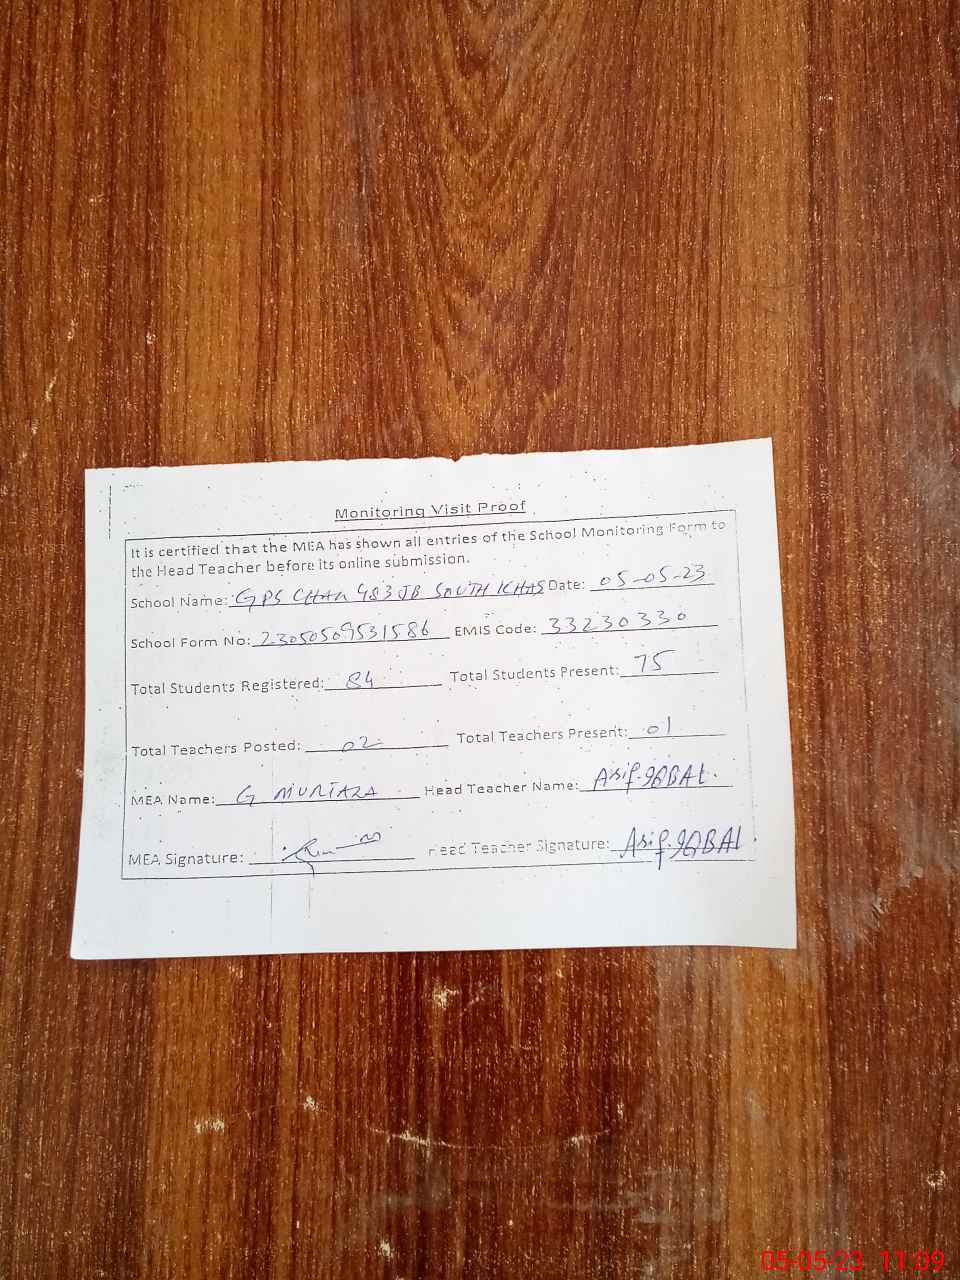 Monitoring Visit Proof
It is certified that the MEA has shown all entries of the School Monitoring Form to
the Head Teacher before its online submission.
School Name: GPS CHAK 483 JB SOUTH KHAS Date: 05-05-23
School Form No: 23050509531586 EMIS Code: 33230330
Total Students Registered: 84 Total Students Present: 75
Total Teachers Posted: 02 Total Teachers Present: 01
MEA Name: G MURTAZA Head Teacher Name: Asif IQBAL.
MEA Signature: Head Teacher Signature: Asif IQBAL.
05-05-23 11:09